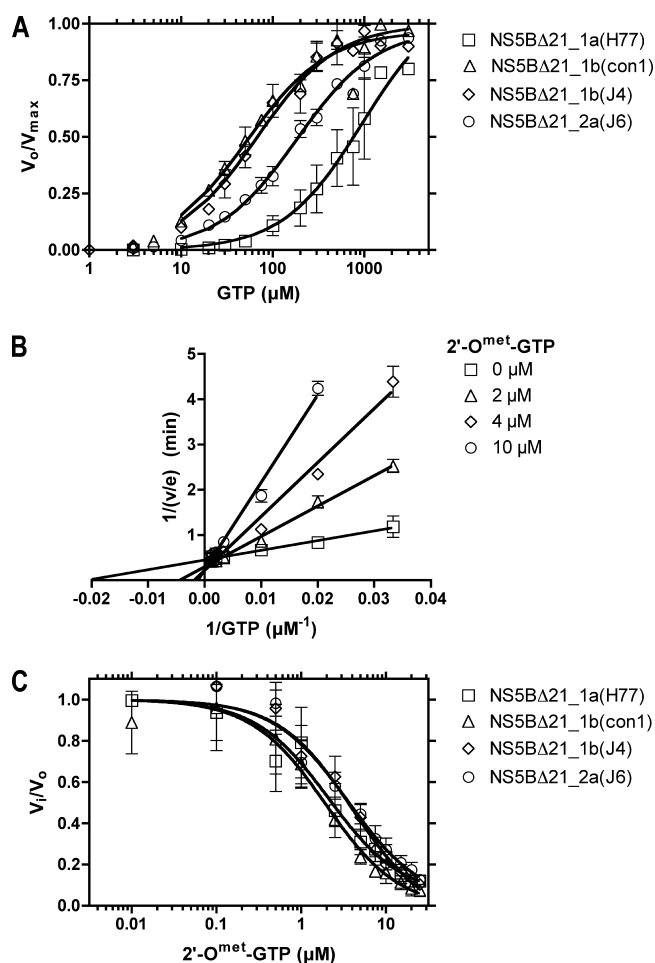 A
V₀/Vmax
1.00
0.75
0.50
0.25
0.00
1 10 100 1000
GTP (µM)
NS5BΔ21_1a(H77)
NS5BΔ21_1b(con1)
NS5BΔ21_1b(J4)
NS5BΔ21_2a(J6)
B
1/(v/e) (min)
5
4
3
2
1
-0.02 -0.01 0.00 0.01 0.02 0.03 0.04
1/GTP (µM⁻¹)
2'-Oᵐᵉᵗ-GTP
0 µM
2 µM
4 µM
10 µM
C
Vᵢ/V₀
1.0
0.8
0.6
0.4
0.2
0.0
0.01 0.1 1 10
2'-Oᵐᵉᵗ-GTP (µM)
NS5BΔ21_1a(H77)
NS5BΔ21_1b(con1)
NS5BΔ21_1b(J4)
NS5BΔ21_2a(J6)